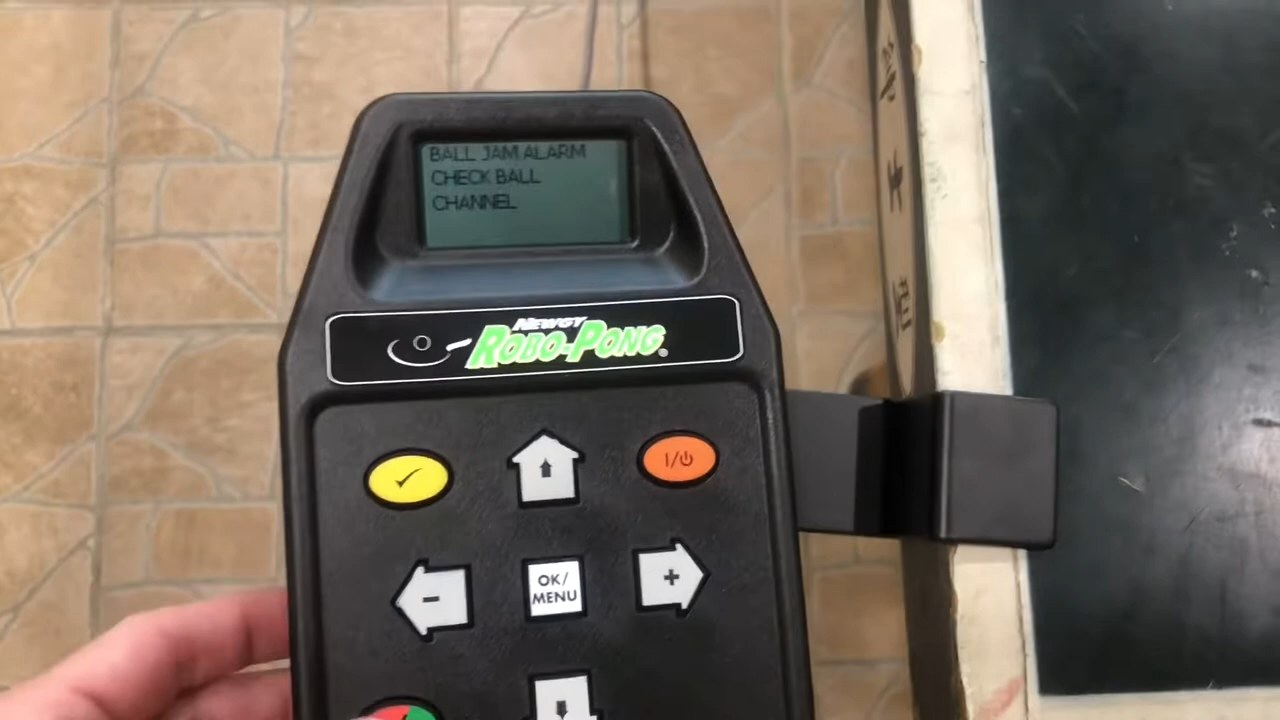 BALL JAM ALARM
CHECK BALL
CHANNEL
NEWGY
ROBO-PONG®
I/⏻
-
OK/
MENU
+